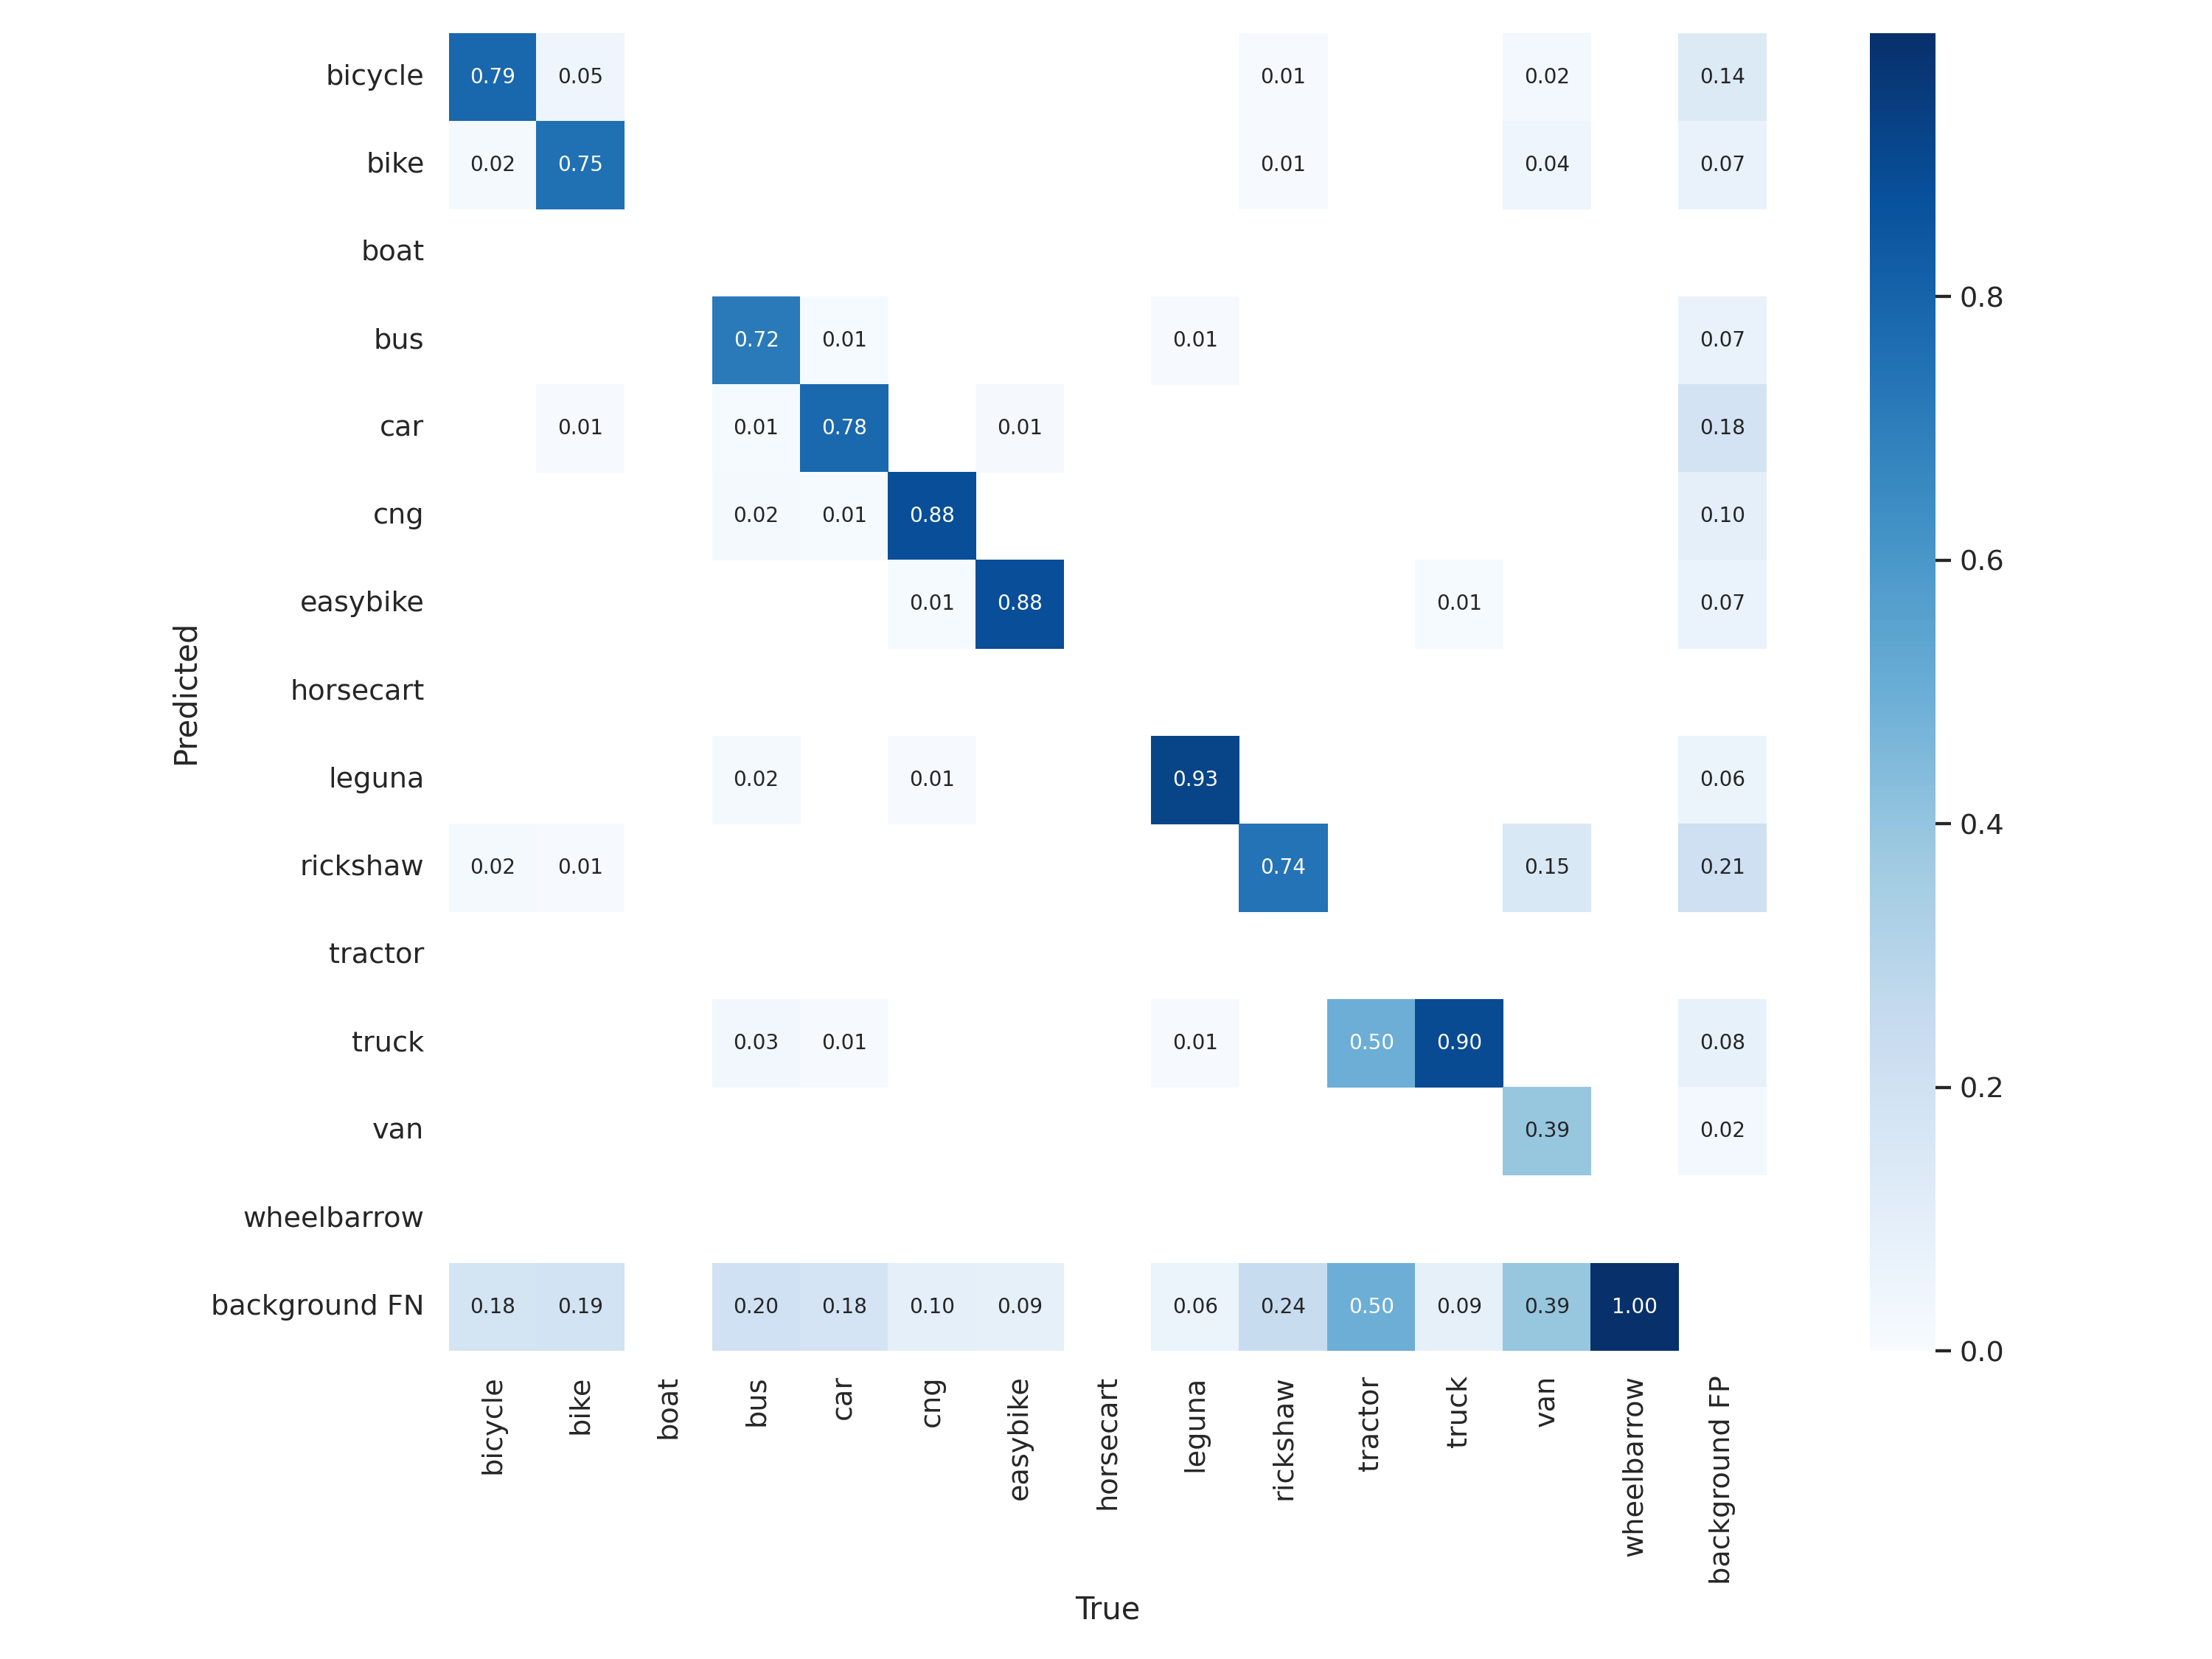 bicycle 0.79 0.05 0.01 0.02 0.14
bike 0.02 0.75 0.01 0.04 0.07
boat
bus 0.72 0.01 0.01 0.07
car 0.01 0.01 0.78 0.01 0.18
cng 0.02 0.01 0.88 0.10
easybike 0.01 0.88 0.01 0.07
horsecart
leguna 0.02 0.01 0.93 0.06
rickshaw 0.02 0.01 0.74 0.15 0.21
tractor
truck 0.03 0.01 0.01 0.50 0.90 0.08
van 0.39 0.02
wheelbarrow
background FN 0.18 0.19 0.20 0.18 0.10 0.09 0.06 0.24 0.50 0.09 0.39 1.00
Predicted
bicycle
bike
boat
bus
car
cng
easybike
horsecart
leguna
rickshaw
tractor
truck
van
wheelbarrow
background FP
True
0.8
0.6
0.4
0.2
0.0